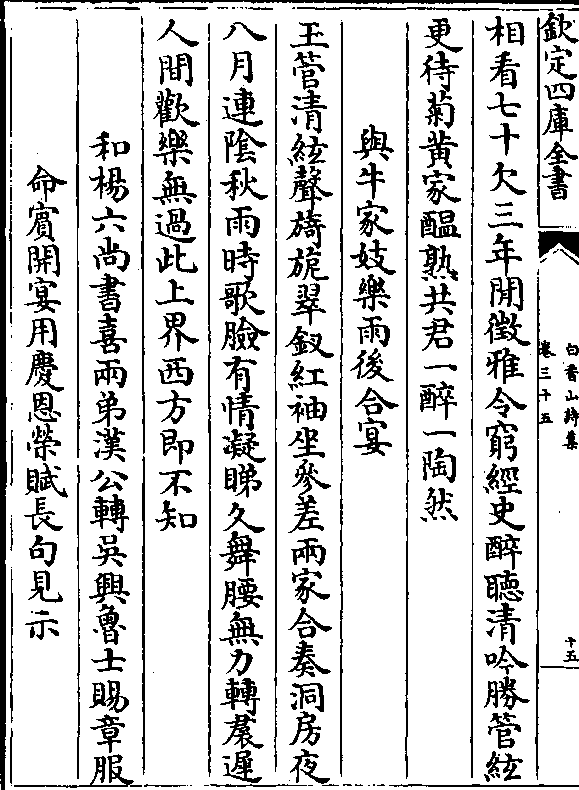 欽定四庫全書
白香山詩集
卷三十五
十五
相看七十欠三年閒徵雅令窮經史醉聽清吟勝管絃
更待菊黃家醞熟共君一醉一陶然
與牛家妓樂雨後合宴
玉管清絃聲旖旎翠釵紅袖坐參差兩家合奏洞房夜
八月連陰秋雨時歌臉有情凝睇久舞腰無力轉裠遲
人間歡樂無過此上界西方即不知
和楊六尚書喜兩弟漢公轉吳興魯士賜章服
命賓開宴用慶恩榮賦長句見示